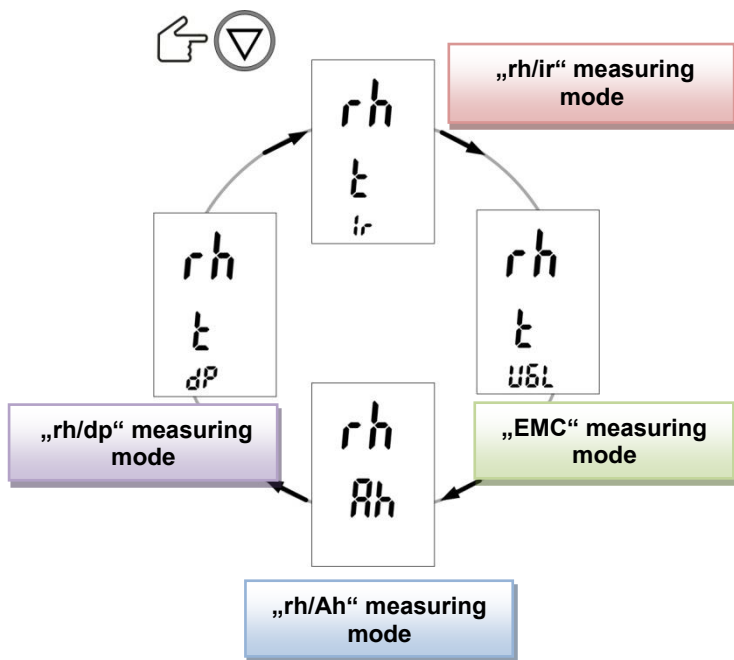 „rh/ir“ measuring
mode
rh
t
ir
rh
t
dP
rh
t
UGL
„rh/dp“ measuring
mode
rh
Ah
„EMC“ measuring
mode
„rh/Ah“ measuring
mode